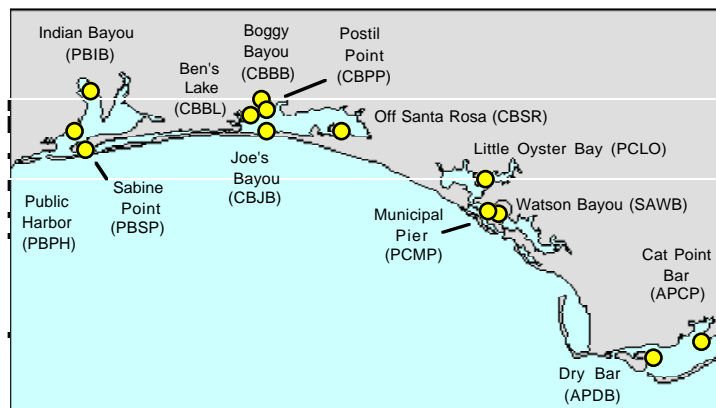 Indian Bayou
(PBIB)
Boggy
Bayou
(CBBB)
Postil
Point
(CBPP)
Ben's
Lake
(CBBL)
Off Santa Rosa (CBSR)
Little Oyster Bay (PCLO)
Joe's
Bayou
(CBJB)
Sabine
Point
(PBSP)
Public
Harbor
(PBPH)
Watson Bayou (SAWB)
Municipal
Pier
(PCMP)
Cat Point
Bar
(APCP)
Dry Bar
(APDB)